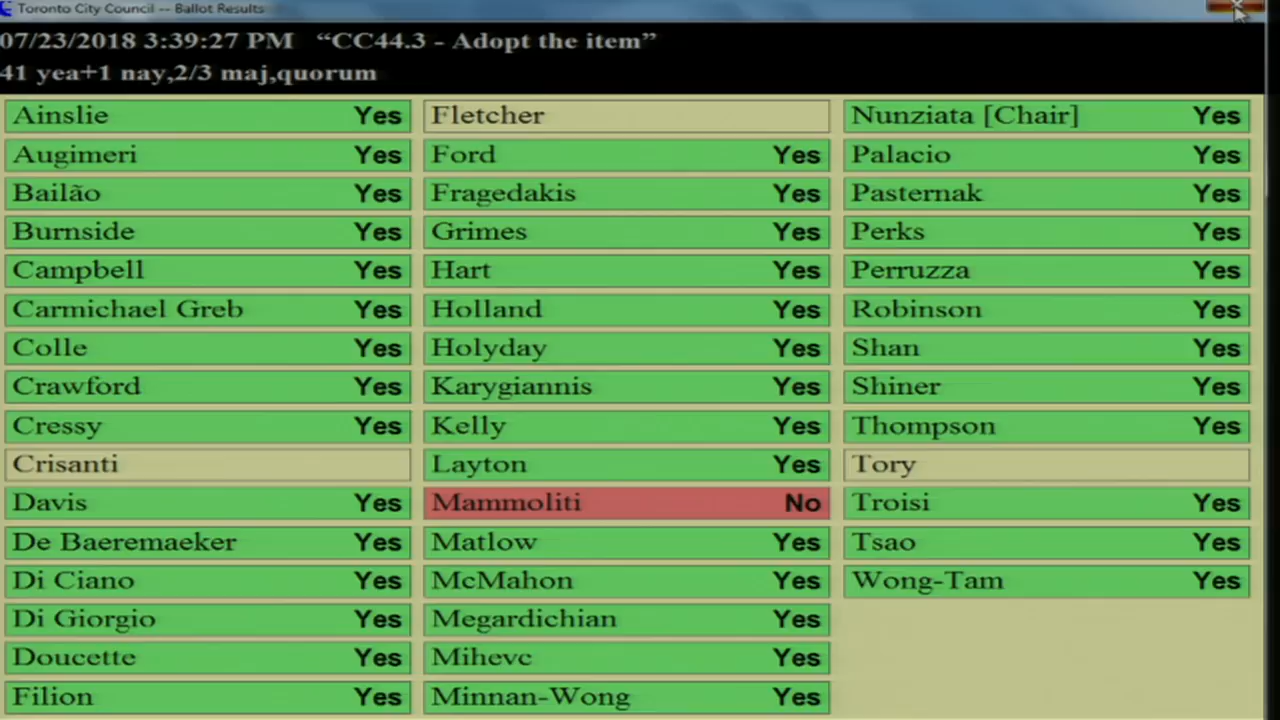 Toronto City Council -- Ballot Results
07/23/2018 3:39:27 PM “CC44.3 - Adopt the item”
41 yea+1 nay,2/3 maj,quorum
Ainslie Yes
Augimeri Yes
Bailão Yes
Burnside Yes
Campbell Yes
Carmichael Greb Yes
Colle Yes
Crawford Yes
Cressy Yes
Crisanti
Davis Yes
De Baeremaeker Yes
Di Ciano Yes
Di Giorgio Yes
Doucette Yes
Filion Yes
Fletcher
Ford Yes
Fragedakis Yes
Grimes Yes
Hart Yes
Holland Yes
Holyday Yes
Karygiannis Yes
Kelly Yes
Layton Yes
Mammoliti No
Matlow Yes
McMahon Yes
Megardichian Yes
Mihevc Yes
Minnan-Wong Yes
Nunziata [Chair] Yes
Palacio Yes
Pasternak Yes
Perks Yes
Perruzza Yes
Robinson Yes
Shan Yes
Shiner Yes
Thompson Yes
Tory
Troisi Yes
Tsao Yes
Wong-Tam Yes